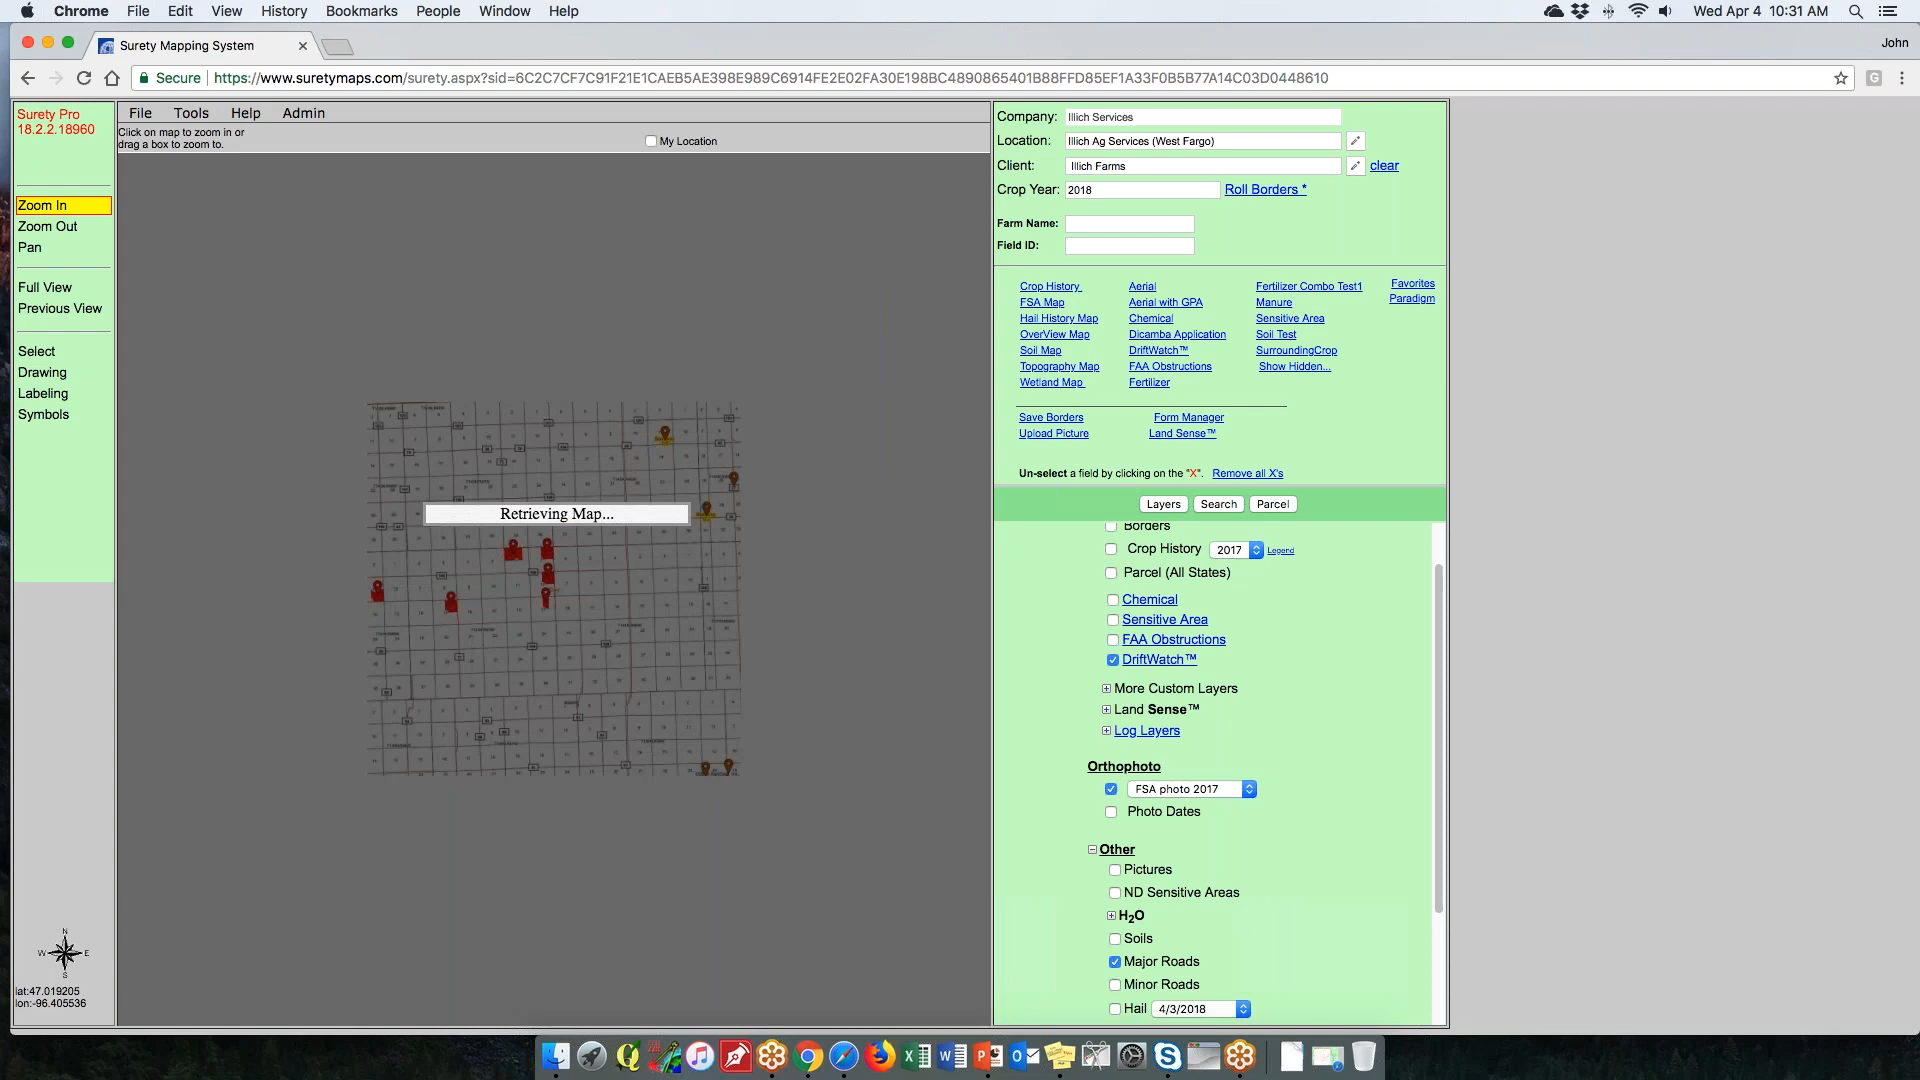 Chrome File Edit View History Bookmarks People Window Help Wed Apr 4 10:31 AM
Surety Mapping System John
Secure https://www.suretymaps.com/surety.aspx?sid=6C2C7CF7C91F21E1CAEB5AE398E989C6914FE2E02FA30E198BC4890865401B88FFD85EF1A33F0B5B77A14C03D0448610
Surety Pro
18.2.2.18960
File Tools Help Admin
Click on map to zoom in or
drag a box to zoom to.
My Location
Zoom In
Zoom Out
Pan
Full View
Previous View
Select
Drawing
Labeling
Symbols
N
W E
S
lat:47.019205
lon:-96.405536
Retrieving Map...
Company: Illich Services
Location: Illich Ag Services (West Fargo)
Client: Illich Farms clear
Crop Year: 2018 Roll Borders *
Farm Name:
Field ID:
Crop History Aerial Fertilizer Combo Test1 Favorites
FSA Map Aerial with GPA Manure Paradigm
Hail History Map Chemical Sensitive Area
OverView Map Dicamba Application Soil Test
Soil Map DriftWatch™ SurroundingCrop
Topography Map FAA Obstructions Show Hidden...
Wetland Map Fertilizer
Save Borders Form Manager
Upload Picture Land Sense™
Un-select a field by clicking on the "X". Remove all X's
Layers Search Parcel
Borders
Crop History 2017 Legend
Parcel (All States)
Chemical
Sensitive Area
FAA Obstructions
DriftWatch™
More Custom Layers
Land Sense™
Log Layers
Orthophoto
FSA photo 2017
Photo Dates
Other
Pictures
ND Sensitive Areas
H2O
Soils
Major Roads
Minor Roads
Hail 4/3/2018